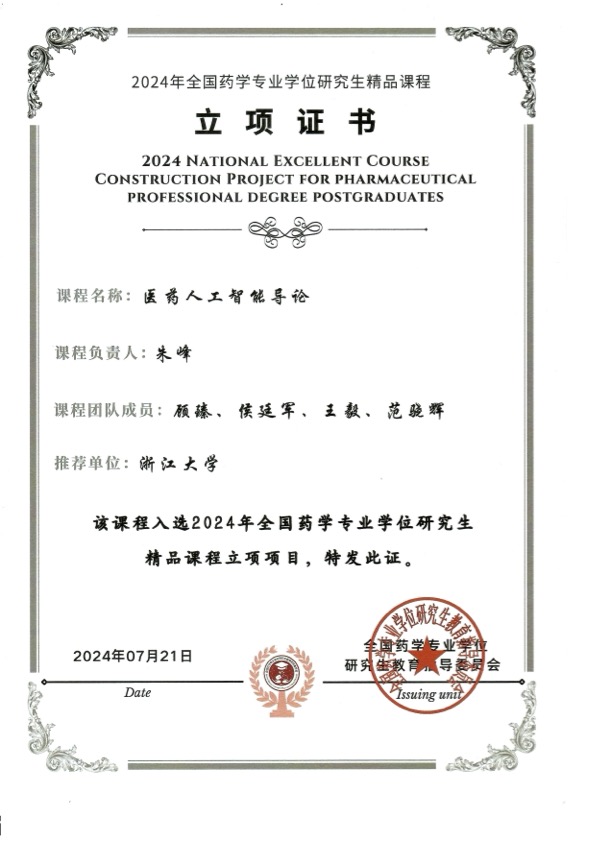 2024年全国药学专业学位研究生精品课程
立项证书
2024 NATIONAL EXCELLENT COURSE
CONSTRUCTION PROJECT FOR PHARMACEUTICAL
PROFESSIONAL DEGREE POSTGRADUATES
课程名称：医药人工智能导论
课程负责人：朱峰
课程团队成员：顾臻、侯廷军、王毅、范骁辉
推荐单位：浙江大学
该课程入选2024年全国药学专业学位研究生
精品课程立项项目，特发此证。
全国药学专业学位研究生教育指导委员会
全国药学专业学位
2024年07月21日
研究生教育指导委员会
Date
Issuing unit